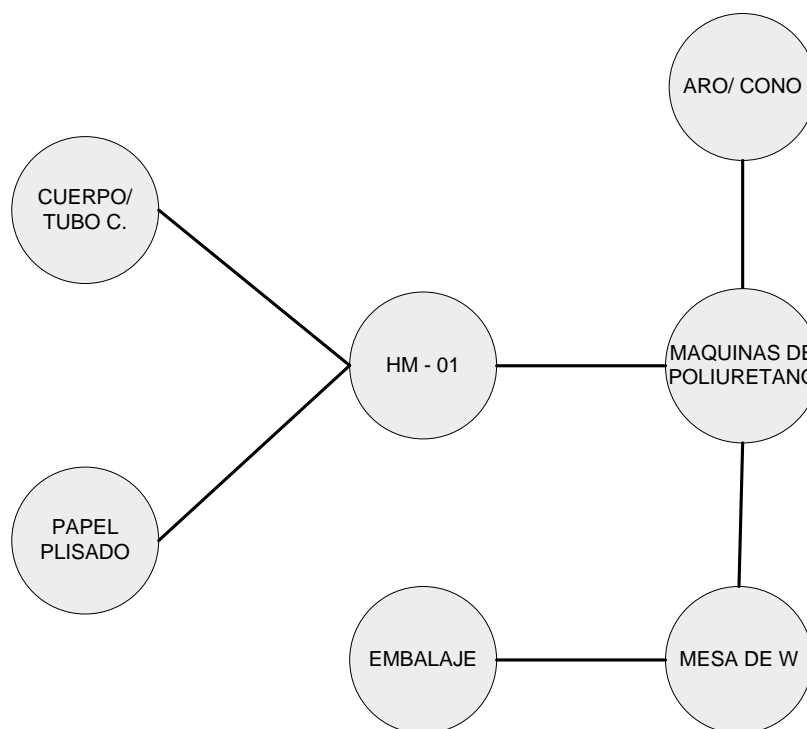 ARO/ CONO
CUERPO/
TUBO C.
HM - 01
MAQUINAS DE
POLIURETANO
PAPEL
PLISADO
EMBALAJE
MESA DE W